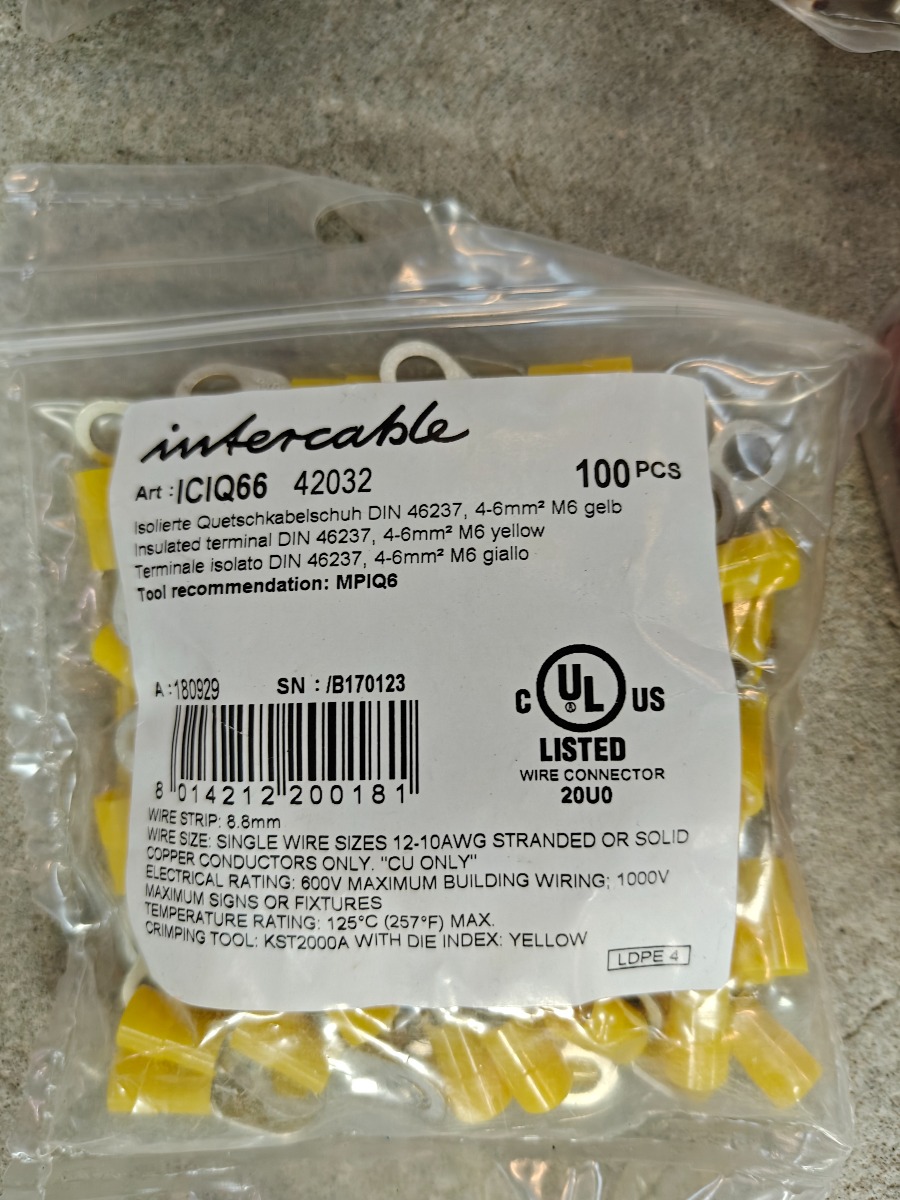 intercable
Art : ICIQ66 42032 100 PCS
Isolierte Quetschkabelschuh DIN 46237, 4-6mm² M6 gelb
Insulated terminal DIN 46237, 4-6mm² M6 yellow
Terminale isolato DIN 46237, 4-6mm² M6 giallo
Tool recommendation: MPIQ6
A :180929 SN : /B170123
C UL ® US
LISTED
WIRE CONNECTOR
20U0
8 014212 200181
WIRE STRIP: 8.8mm
WIRE SIZE: SINGLE WIRE SIZES 12-10AWG STRANDED OR SOLID
COPPER CONDUCTORS ONLY. "CU ONLY"
ELECTRICAL RATING: 600V MAXIMUM BUILDING WIRING; 1000V
MAXIMUM SIGNS OR FIXTURES
TEMPERATURE RATING: 125°C (257°F) MAX.
CRIMPING TOOL: KST2000A WITH DIE INDEX: YELLOW
LDPE 4